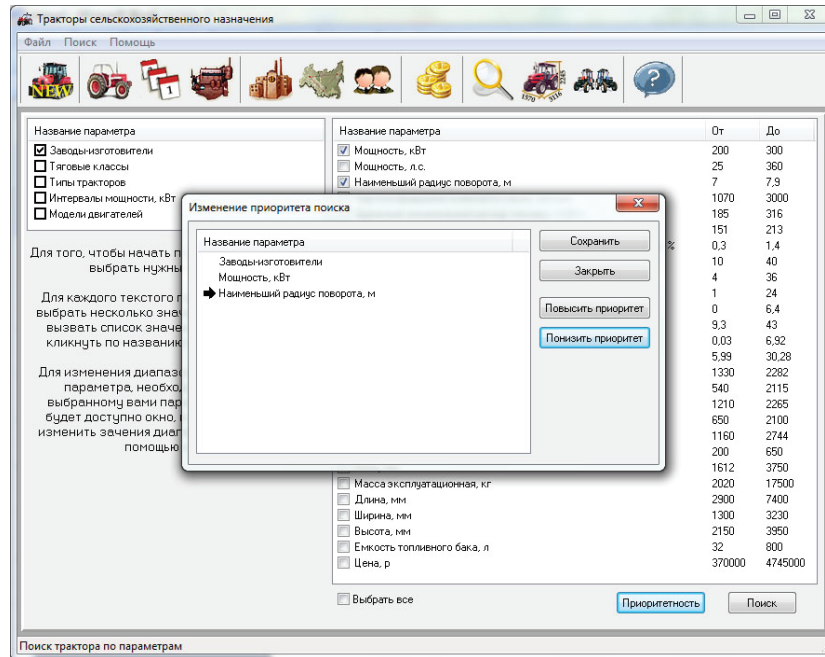 Тракторы сельскохозяйственного назначения
Файл Поиск Помощь
NEW
1
1570 3116 2245
Название параметра
Заводы-изготовители
Тяговые классы
Типы тракторов
Интервалы мощности, кВт
Модели двигателей
Для того, чтобы начать п
выбрать нужны
Для каждого текстого п
выбрать несколько знач
вызвать список значе
кликнуть по названию
Для изменения диапазо
параметра, необхо
выбранному вами пар
будет доступно окно,
изменить зачения диап
помощью
Название параметра От До
Мощность, кВт 200 300
Мощность, л.с. 25 360
Наименьший радиус поворота, м 7 7,9
1070 3000
185 316
151 213
% 0,3 1,4
10 40
4 36
1 24
0 6,4
9,3 43
0,03 6,92
5,99 30,28
1330 2282
540 2115
1210 2265
650 2100
1160 2744
200 650
1612 3750
Масса эксплуатационная, кг 2020 17500
Длина, мм 2900 7400
Ширина, мм 1300 3230
Высота, мм 2150 3950
Емкость топливного бака, л 32 800
Цена, р 370000 4745000
Выбрать все
Приоритетность
Поиск
Изменение приоритета поиска
Название параметра
Заводы-изготовители
Мощность, кВт
Наименьший радиус поворота, м
Сохранить
Закрыть
Повысить приоритет
Понизить приоритет
Поиск трактора по параметрам